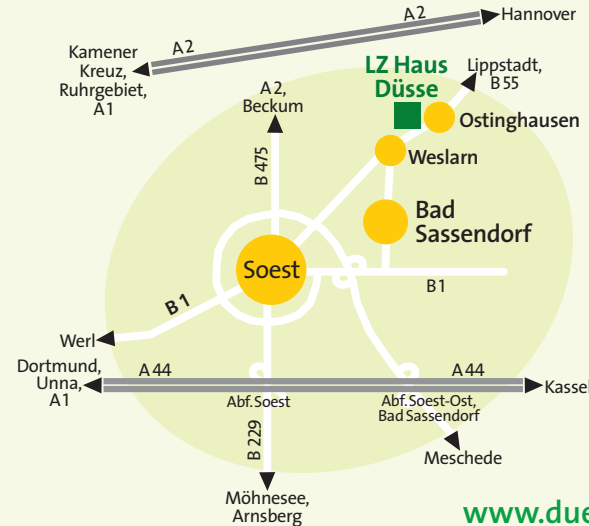 A 2
Hannover
A 2
Kamener
Kreuz,
Ruhrgebiet,
A 1
LZ Haus
Düsse
Lippstadt,
B 55
A 2,
Beckum
Ostinghausen
B 475
Weslarn
Bad
Sassendorf
Soest
B 1
B 1
Werl
Dortmund,
Unna,
A 1
A 44
A 44
Kassel
Abf. Soest
Abf. Soest-Ost,
Bad Sassendorf
B 229
Meschede
Möhnesee,
Arnsberg
www.due